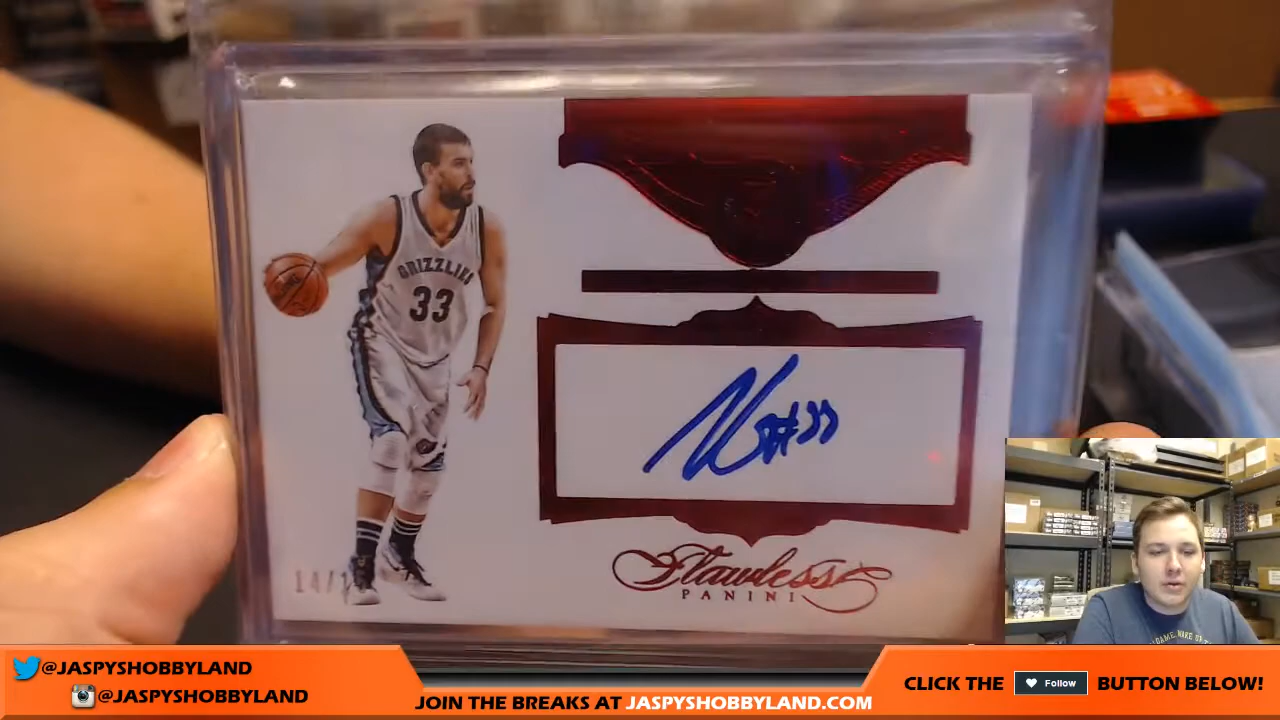 GRIZZLIES
33
Flawless
PANINI
@JASPYSHOBBYLAND
@JASPYSHOBBYLAND
JOIN THE BREAKS AT JASPYSHOBBYLAND.COM
CLICK THE Follow BUTTON BELOW!